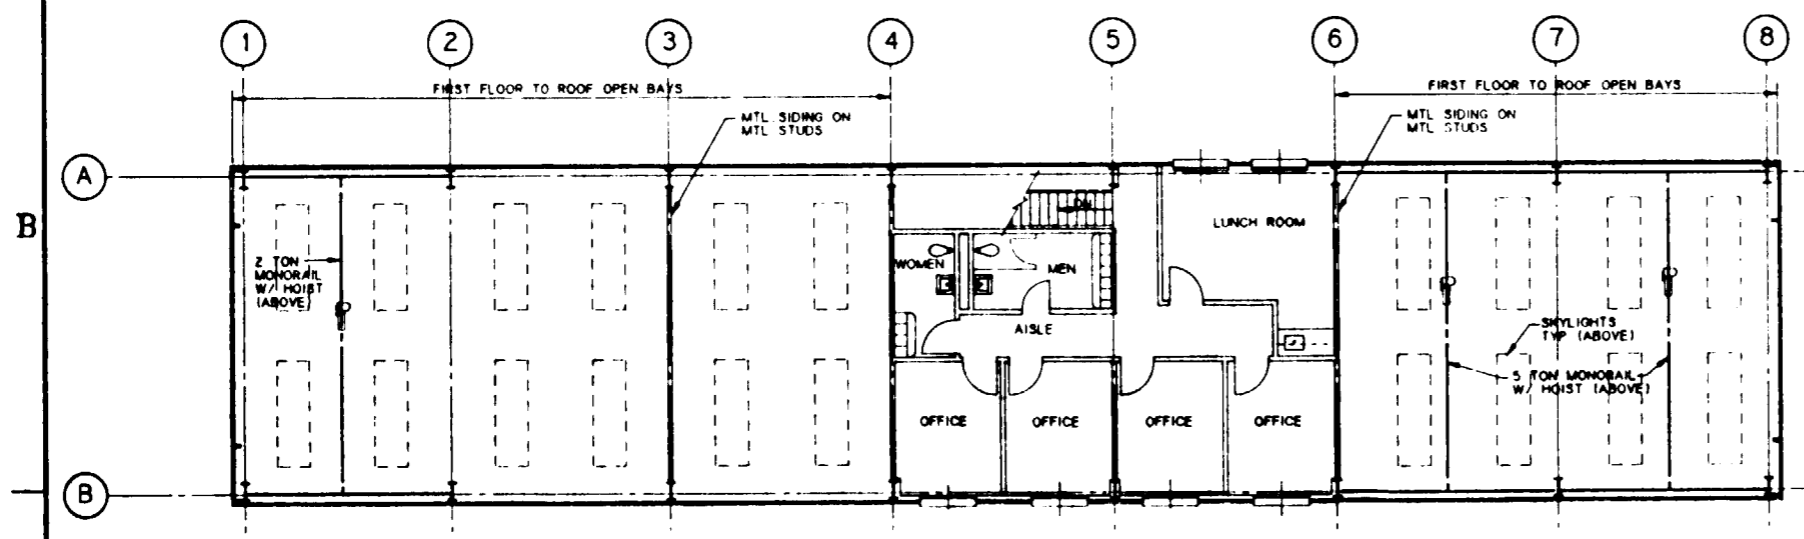 1 2 3 4 5 6 7 8
FIRST FLOOR TO ROOF OPEN BAYS
FIRST FLOOR TO ROOF OPEN BAYS
MTL SIDING ON
MTL STUDS
MTL SIDING ON
MTL STUDS
A
B
DN
LUNCH ROOM
2 TON
MONORAIL
W/ HOIST
(ABOVE)
WOMEN
MEN
AISLE
SKYLIGHTS
TYP (ABOVE)
5 TON MONORAIL
W/ HOIST (ABOVE)
OFFICE
OFFICE
OFFICE
OFFICE
B